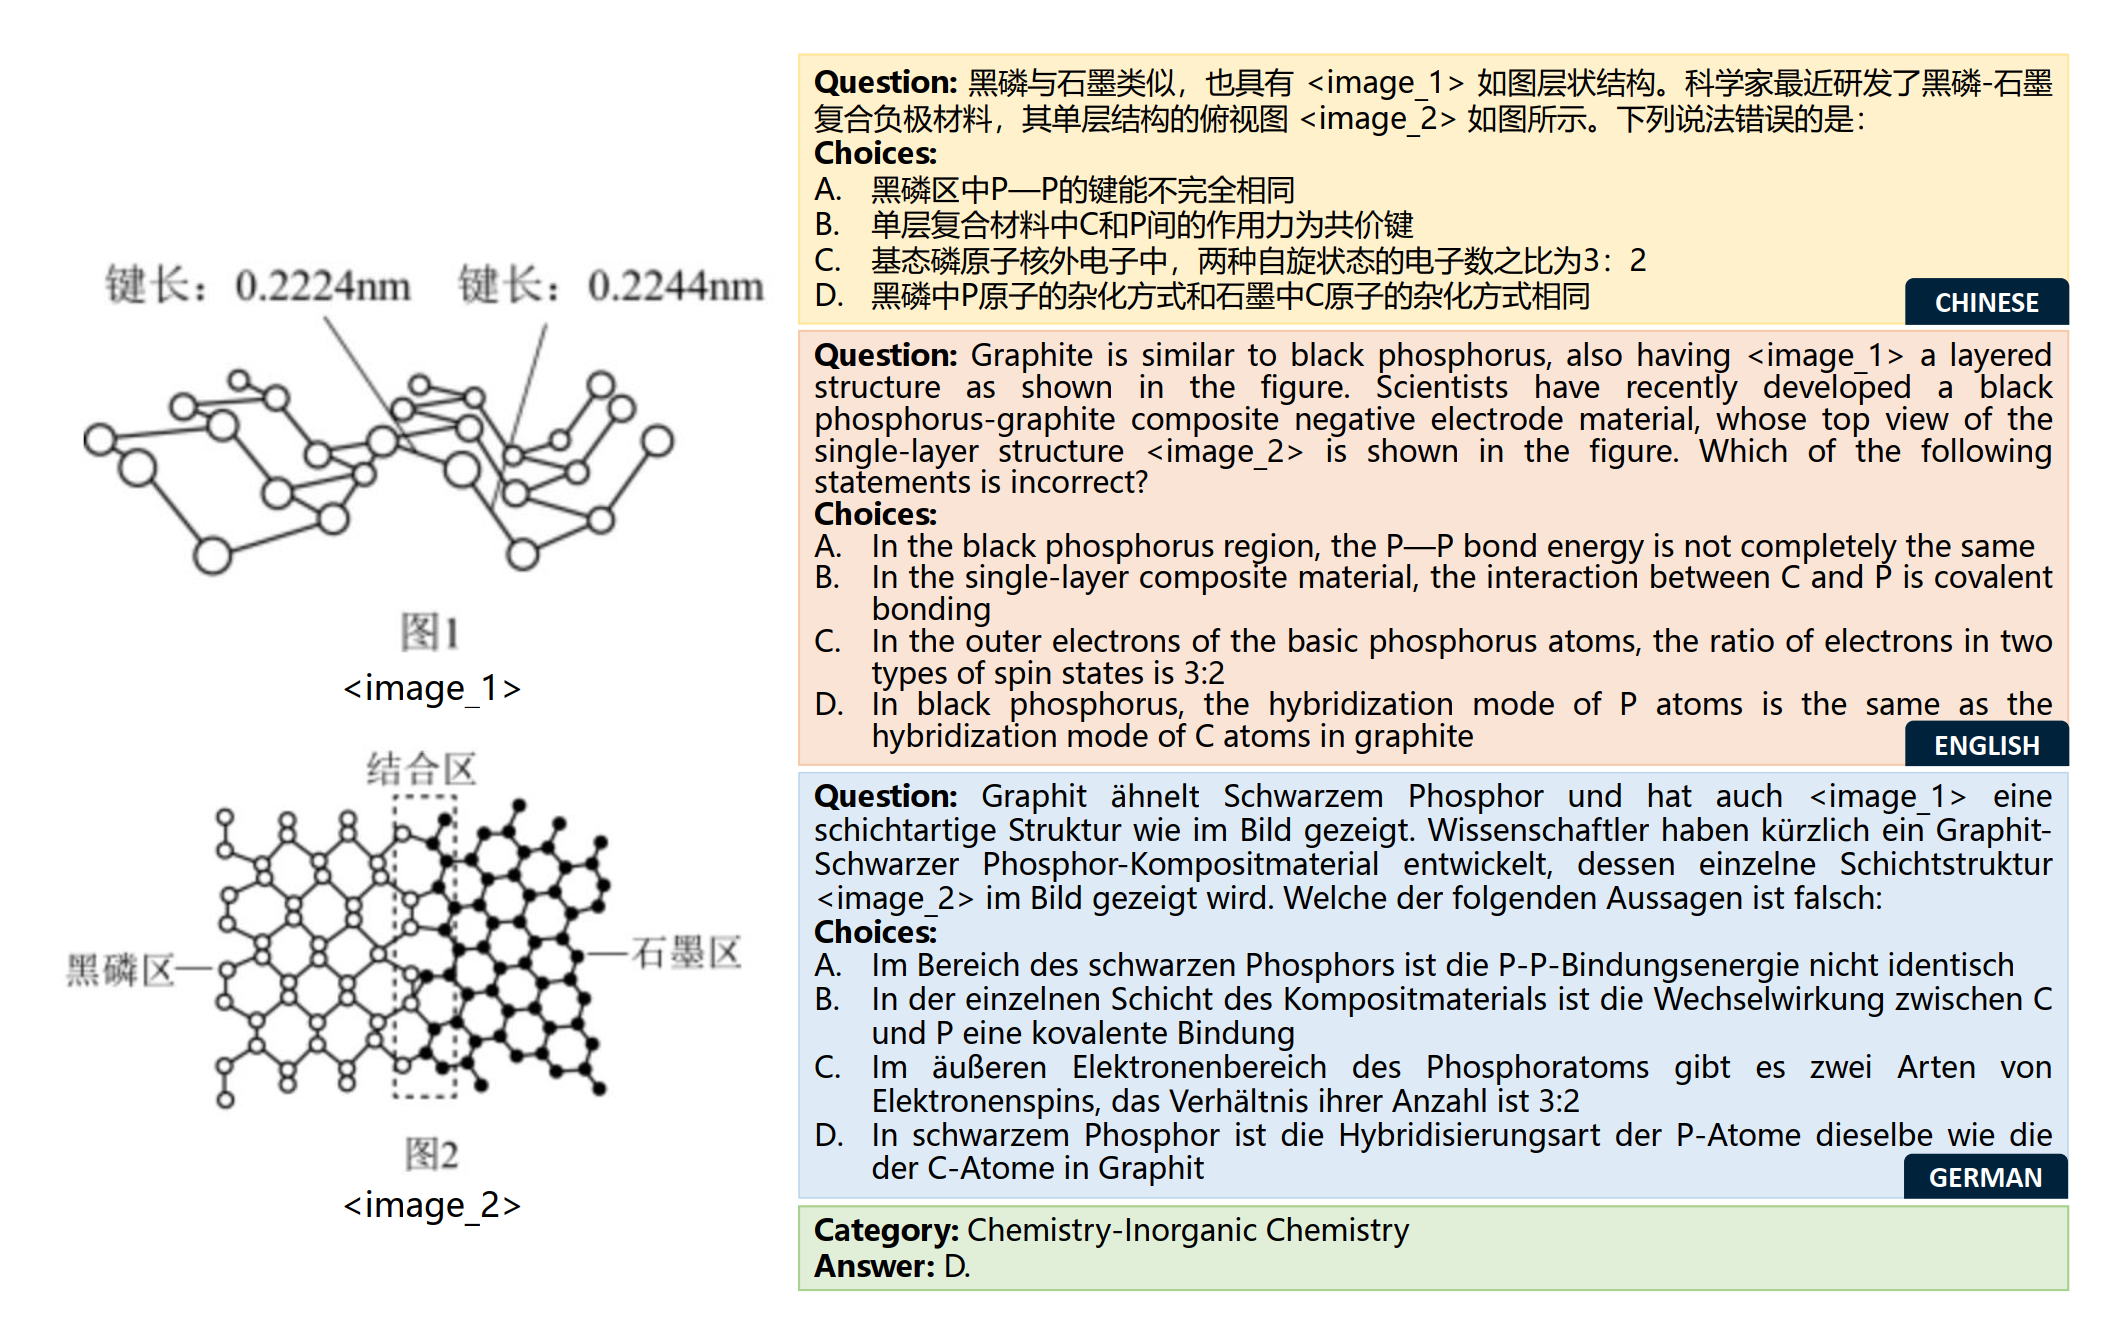 键长：0.2224nm 键长：0.2244nm
图1
<image_1>
结合区
黑磷区
石墨区
图2
<image_2>
Question: 黑磷与石墨类似，也具有 <image_1> 如图层状结构。科学家最近研发了黑磷-石墨
复合负极材料，其单层结构的俯视图 <image_2> 如图所示。下列说法错误的是：
Choices:
A. 黑磷区中P—P的键能不完全相同
B. 单层复合材料中C和P间的作用力为共价键
C. 基态磷原子核外电子中，两种自旋状态的电子数之比为3：2
D. 黑磷中P原子的杂化方式和石墨中C原子的杂化方式相同
CHINESE
Question: Graphite is similar to black phosphorus, also having <image_1> a layered
structure as shown in the figure. Scientists have recently developed a black
phosphorus-graphite composite negative electrode material, whose top view of the
single-layer structure <image_2> is shown in the figure. Which of the following
statements is incorrect?
Choices:
A. In the black phosphorus region, the P—P bond energy is not completely the same
B. In the single-layer composite material, the interaction between C and P is covalent
bonding
C. In the outer electrons of the basic phosphorus atoms, the ratio of electrons in two
types of spin states is 3:2
D. In black phosphorus, the hybridization mode of P atoms is the same as the
hybridization mode of C atoms in graphite
ENGLISH
Question: Graphit ähnelt Schwarzem Phosphor und hat auch <image_1> eine
schichtartige Struktur wie im Bild gezeigt. Wissenschaftler haben kürzlich ein Graphit-
Schwarzer Phosphor-Kompositmaterial entwickelt, dessen einzelne Schichtstruktur
<image_2> im Bild gezeigt wird. Welche der folgenden Aussagen ist falsch:
Choices:
A. Im Bereich des schwarzen Phosphors ist die P-P-Bindungsenergie nicht identisch
B. In der einzelnen Schicht des Kompositmaterials ist die Wechselwirkung zwischen C
und P eine kovalente Bindung
C. Im äußeren Elektronenbereich des Phosphoratoms gibt es zwei Arten von
Elektronenspins, das Verhältnis ihrer Anzahl ist 3:2
D. In schwarzem Phosphor ist die Hybridisierungsart der P-Atome dieselbe wie die
der C-Atome in Graphit
GERMAN
Category: Chemistry-Inorganic Chemistry
Answer: D.